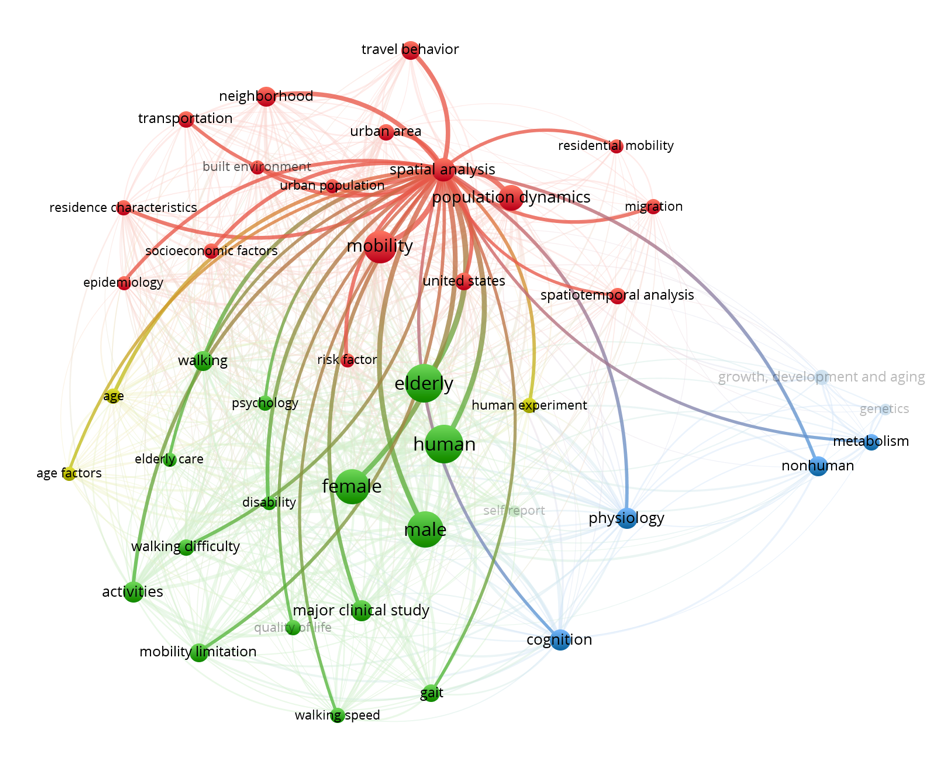 travel behavior
neighborhood
transportation
urban area
residential mobility
built environment
spatial analysis
urban population
population dynamics
residence characteristics
migration
mobility
socioeconomic factors
epidemiology
united states
spatiotemporal analysis
walking
risk factor
growth, development and aging
elderly
age
psychology
human experiment
genetics
human
metabolism
elderly care
nonhuman
age factors
female
disability
self report
physiology
male
walking difficulty
activities
major clinical study
quality of life
cognition
mobility limitation
gait
walking speed